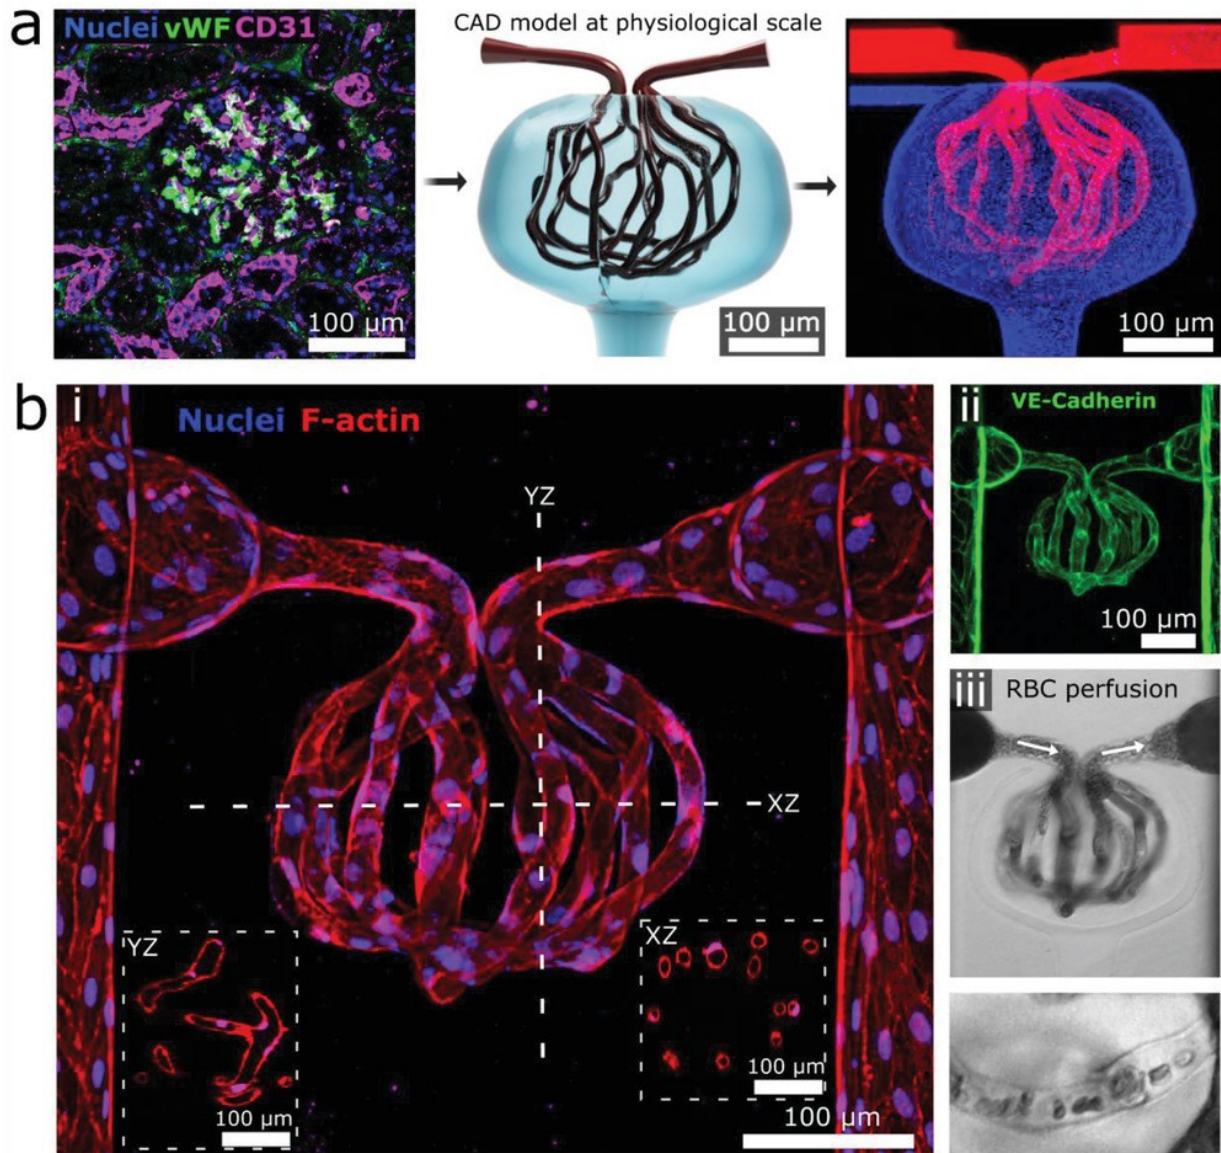 a
Nuclei vWF CD31
100 µm
CAD model at physiological scale
100 µm
100 µm
b
i
Nuclei F-actin
YZ
XZ
YZ
100 µm
XZ
100 µm
100 µm
ii
VE-Cadherin
100 µm
iii
RBC perfusion